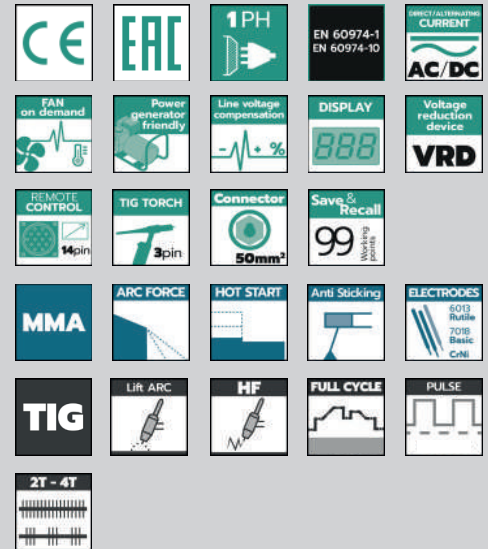 CE
EAC
1 PH
EN 60974-1
EN 60974-10
DIRECT/ALTERNATING
CURRENT
AC/DC
FAN
on demand
Power
generator
friendly
Line voltage
compensation
- + %
DISPLAY
888
Voltage
reduction
device
VRD
REMOTE
CONTROL
14pin
TIG TORCH
3pin
Connector
50mm²
Save &
Recall
99
Working
points
MMA
ARC FORCE
HOT START
Anti Sticking
ELECTRODES
6013
Rutile
7018
Basic
CrNi
TIG
Lift ARC
HF
FULL CYCLE
PULSE
2T - 4T